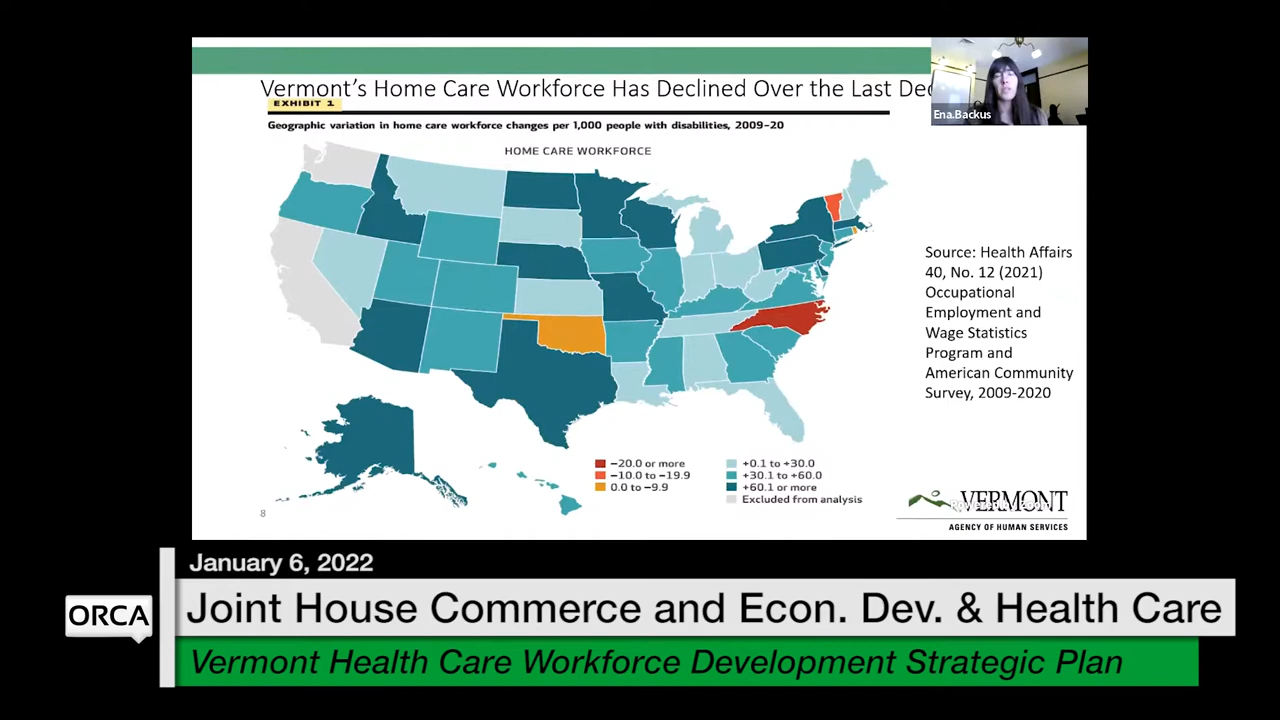 Vermont's Home Care Workforce Has Declined Over the Last Dec
Ena.Backus
EXHIBIT 1
Geographic variation in home care workforce changes per 1,000 people with disabilities, 2009–20
HOME CARE WORKFORCE
Source: Health Affairs
40, No. 12 (2021)
Occupational
Employment and
Wage Statistics
Program and
American Community
Survey, 2009-2020
−20.0 or more
−10.0 to −19.9
0.0 to −9.9
+0.1 to +30.0
+30.1 to +60.0
+60.1 or more
Excluded from analysis
8
VERMONT
Powered by Zoom
AGENCY OF HUMAN SERVICES
January 6, 2022
ORCA
Joint House Commerce and Econ. Dev. & Health Care
Vermont Health Care Workforce Development Strategic Plan